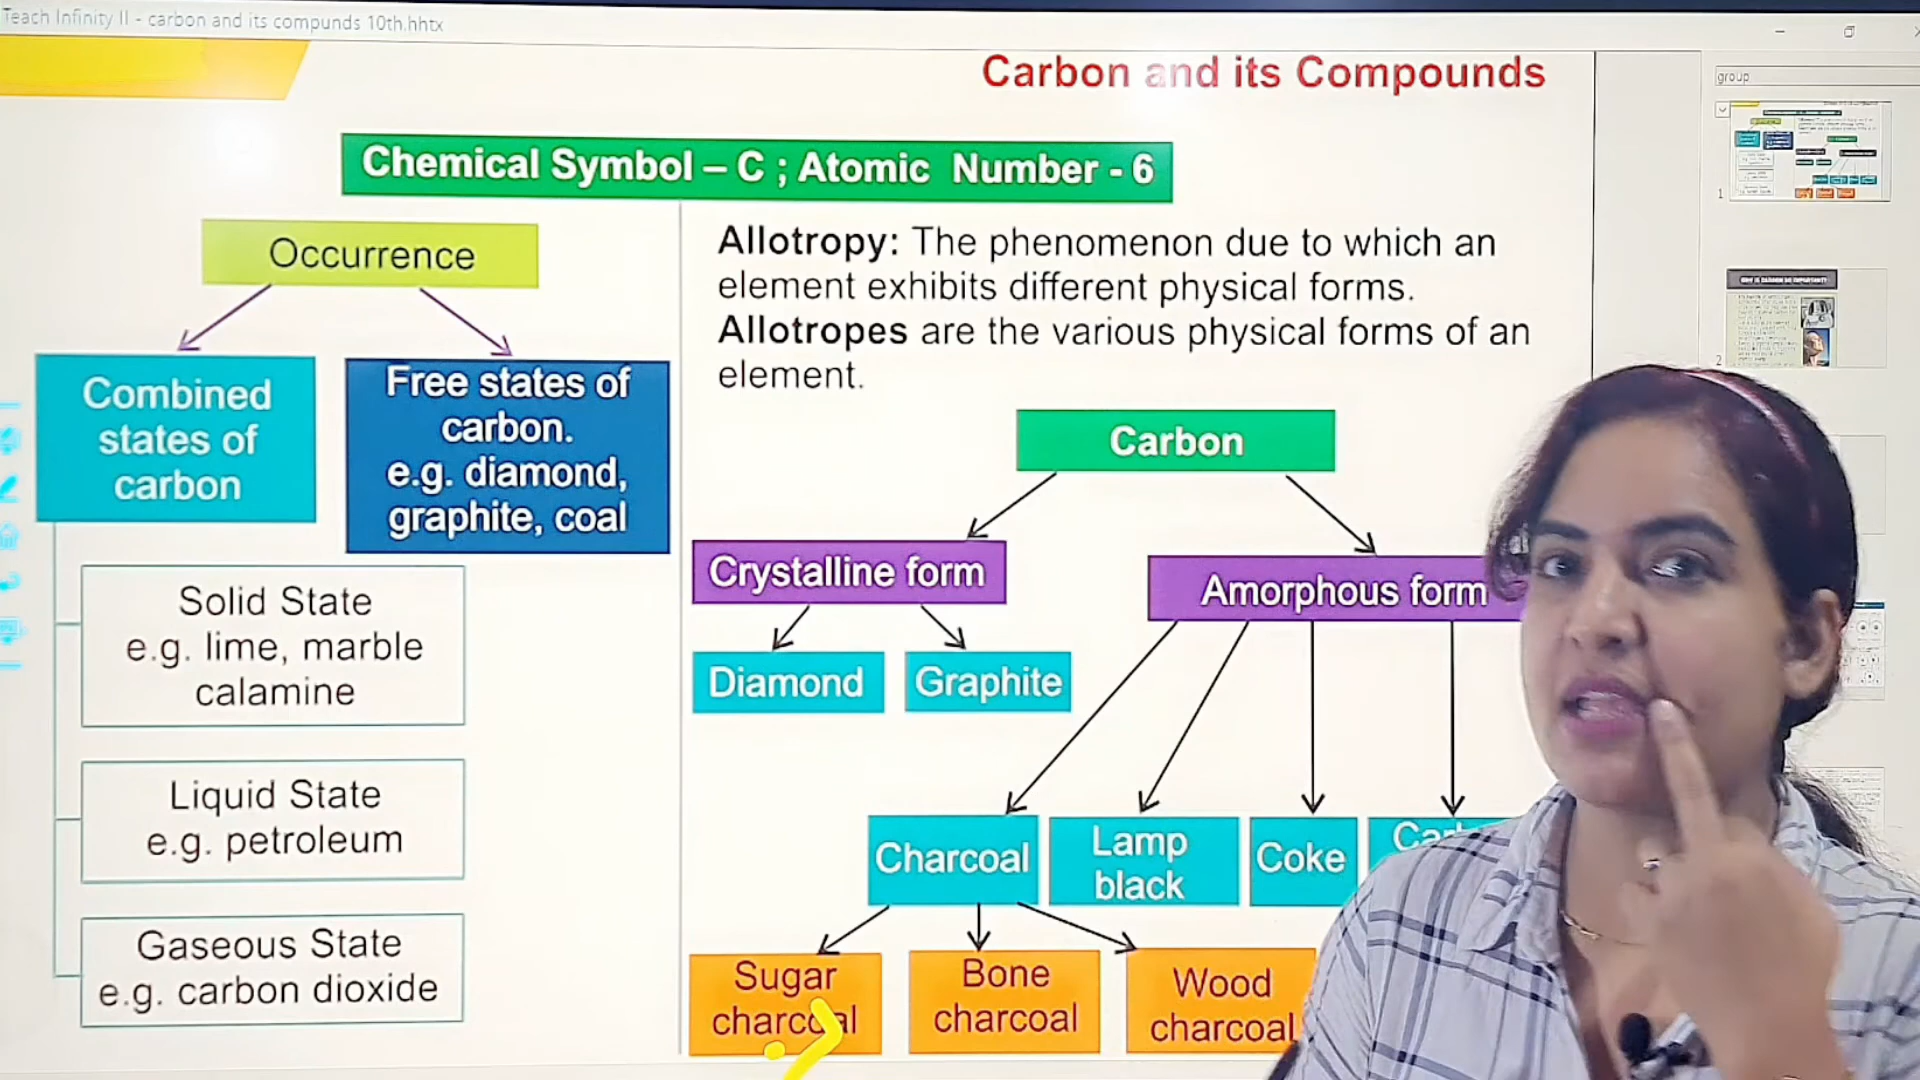 Teach Infinity II - carbon and its compunds 10th.hhtx
Carbon and its Compounds
group
Chemical Symbol – C ; Atomic Number - 6
Occurrence
Combined
states of
carbon
Free states of
carbon.
e.g. diamond,
graphite, coal
Solid State
e.g. lime, marble
calamine
Liquid State
e.g. petroleum
Gaseous State
e.g. carbon dioxide
Allotropy: The phenomenon due to which an
element exhibits different physical forms.
Allotropes are the various physical forms of an
element.
Carbon
Crystalline form
Amorphous form
Diamond
Graphite
Charcoal
Lamp
black
Coke
Sugar
charcoal
Bone
charcoal
Wood
charcoal
1
2